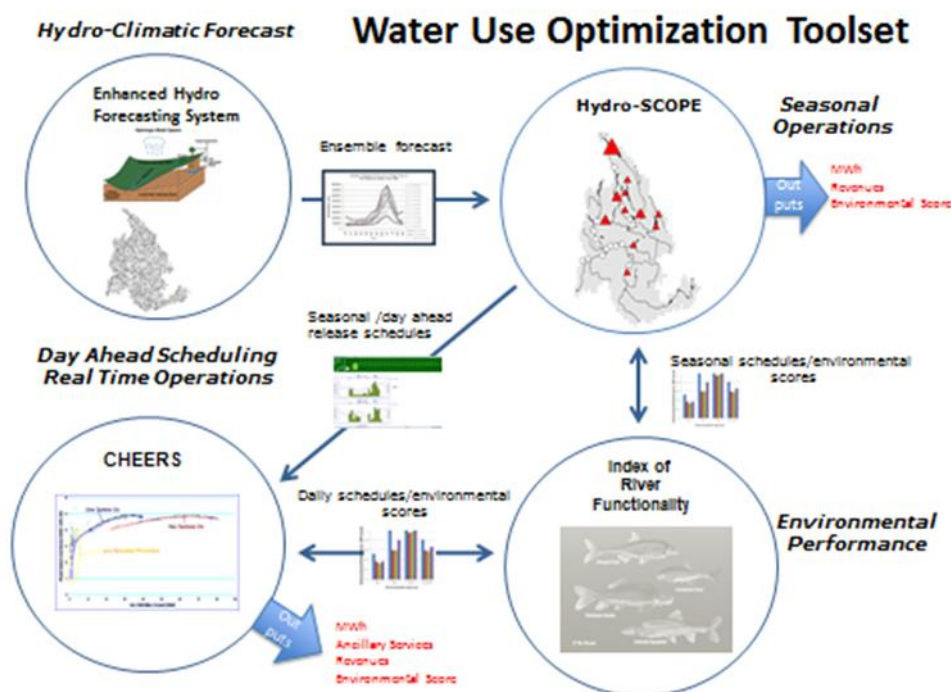 Hydro-Climatic Forecast
Water Use Optimization Toolset
Enhanced Hydro
Forecasting System
Ensemble forecast
Hydro-SCOPE
Seasonal
Operations
Out
puts
MWh
Revenues
Environmental Score
Seasonal /day ahead
release schedules
Day Ahead Scheduling
Real Time Operations
Seasonal schedules/environmental
scores
CHEERS
Daily schedules/environmental
scores
Index of
River
Functionality
Environmental
Performance
Out
puts
MWh
Ancillary Services
Revenues
Environmental Score